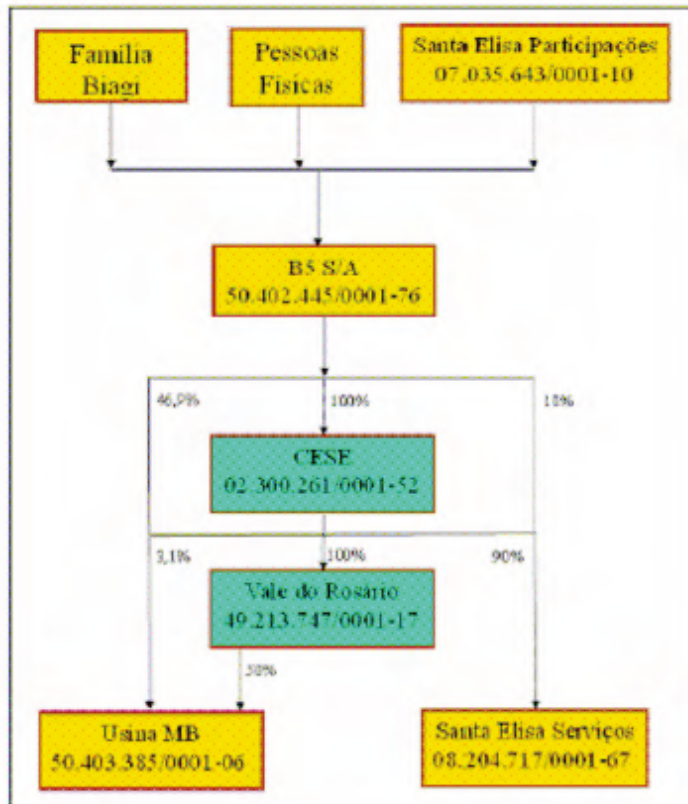 Família
Biagi
Pessoas
Físicas
Santa Elisa Participações
07.035.643/0001-10
B5 S/A
50.402.445/0001-76
46,9%
100%
10%
CESE
02.300.261/0001-52
3,1%
100%
90%
Vale do Rosário
49.213.747/0001-17
50%
Usina MB
50.403.385/0001-06
Santa Elisa Serviços
08.204.717/0001-67